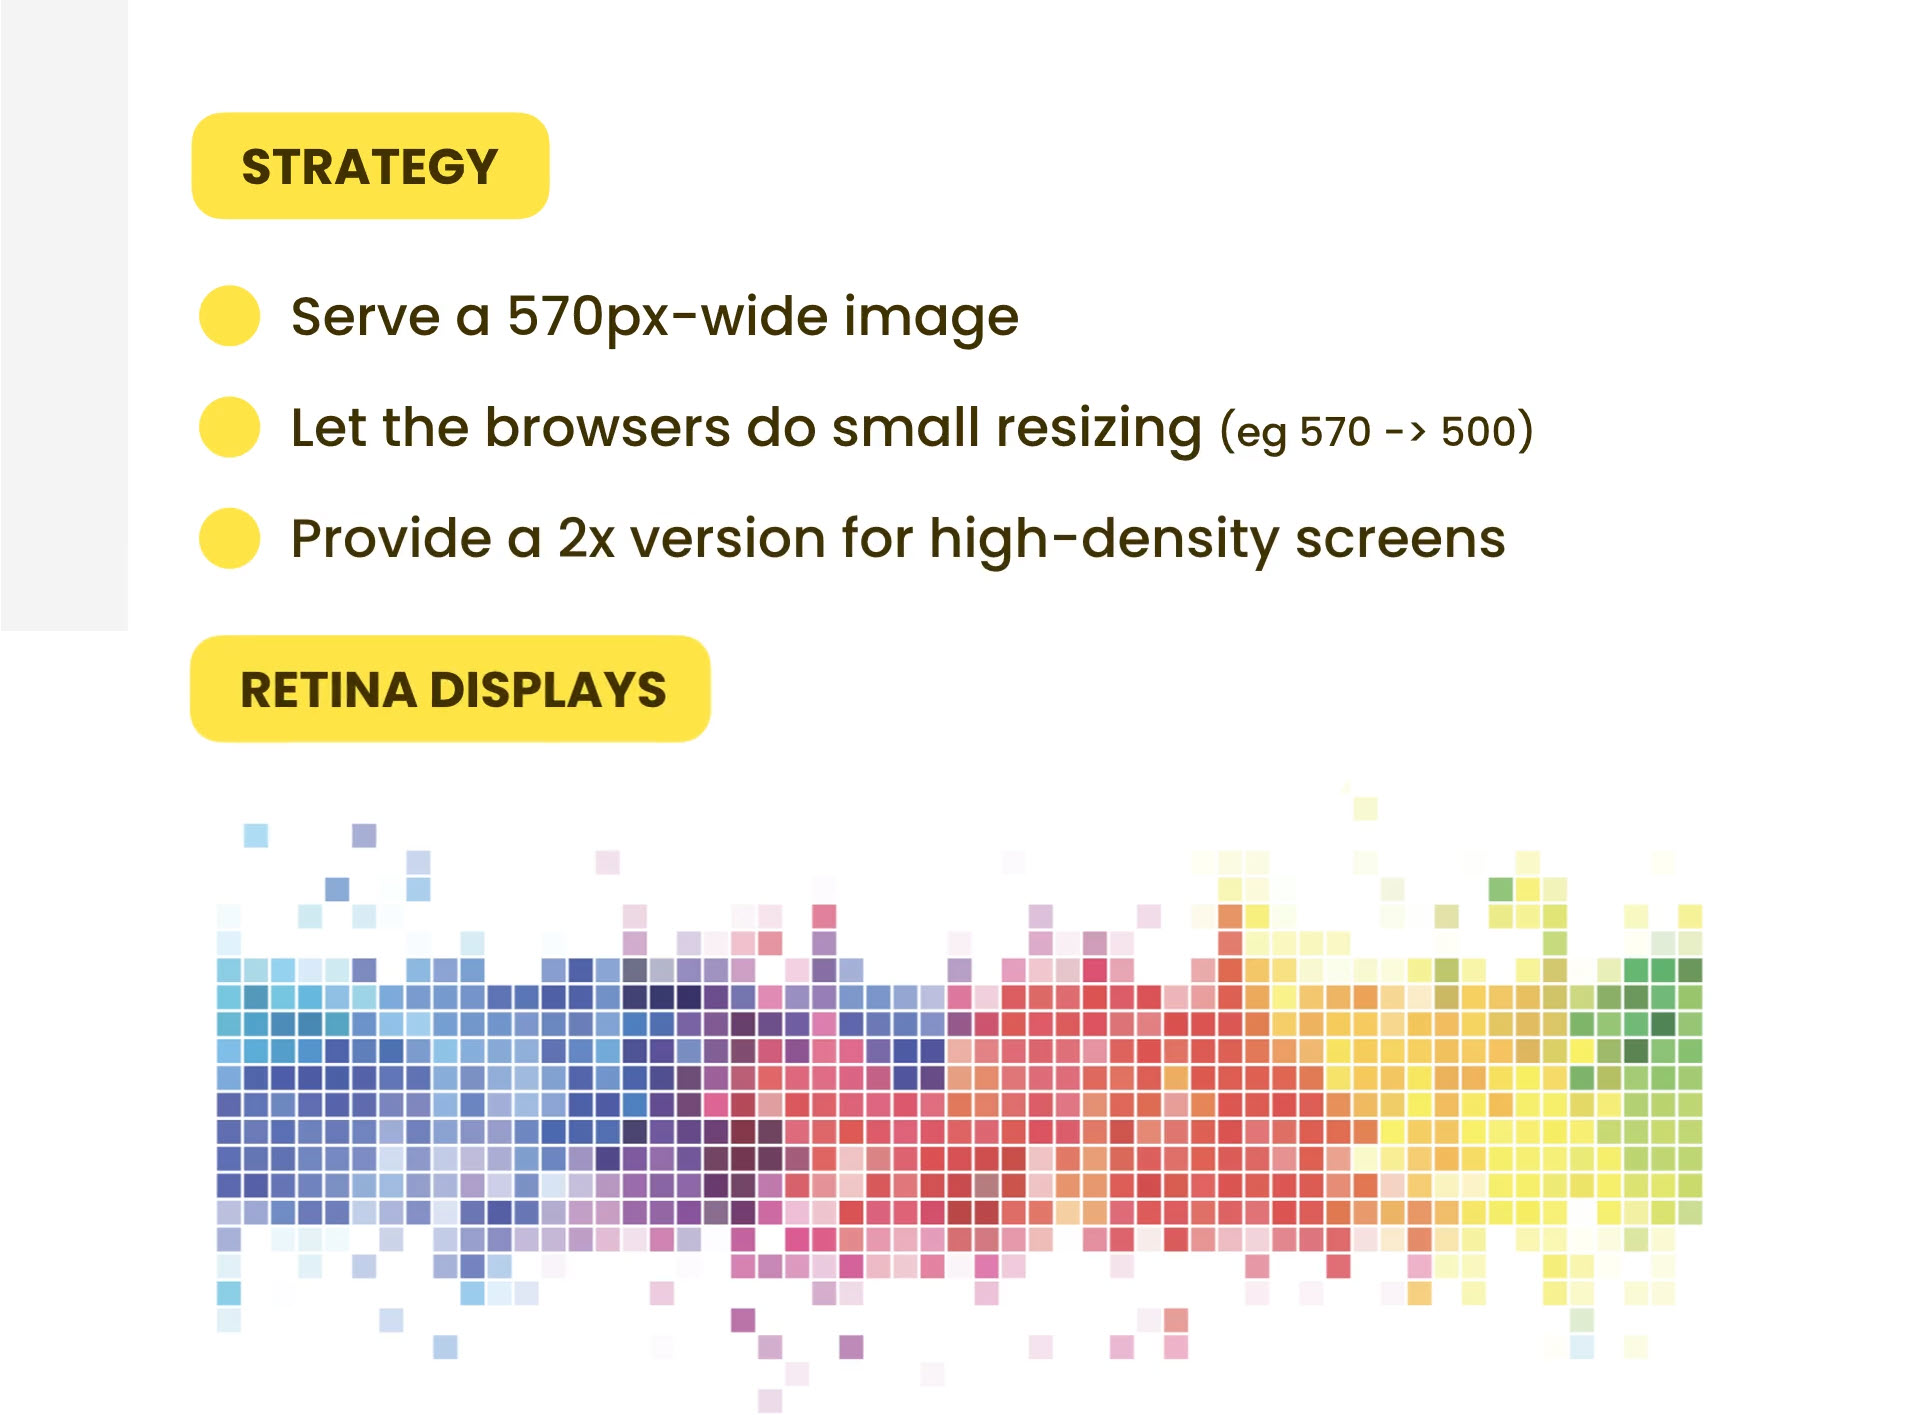 STRATEGY
Serve a 570px-wide image
Let the browsers do small resizing (eg 570 -> 500)
Provide a 2x version for high-density screens
RETINA DISPLAYS